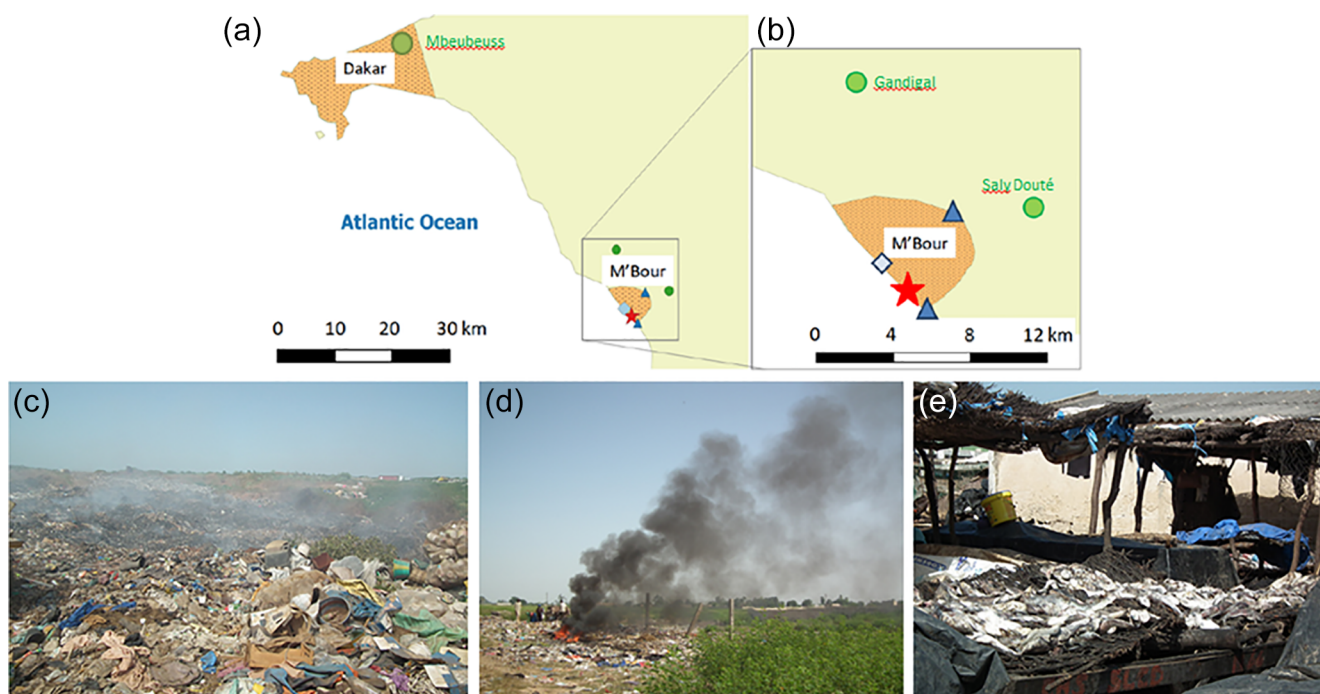 (a)
Mbeubeuss
Dakar
Atlantic Ocean
M'Bour
0 10 20 30 km
(b)
Gandigal
Saly Douté
M'Bour
0 4 8 12 km
(c)
(d)
(e)